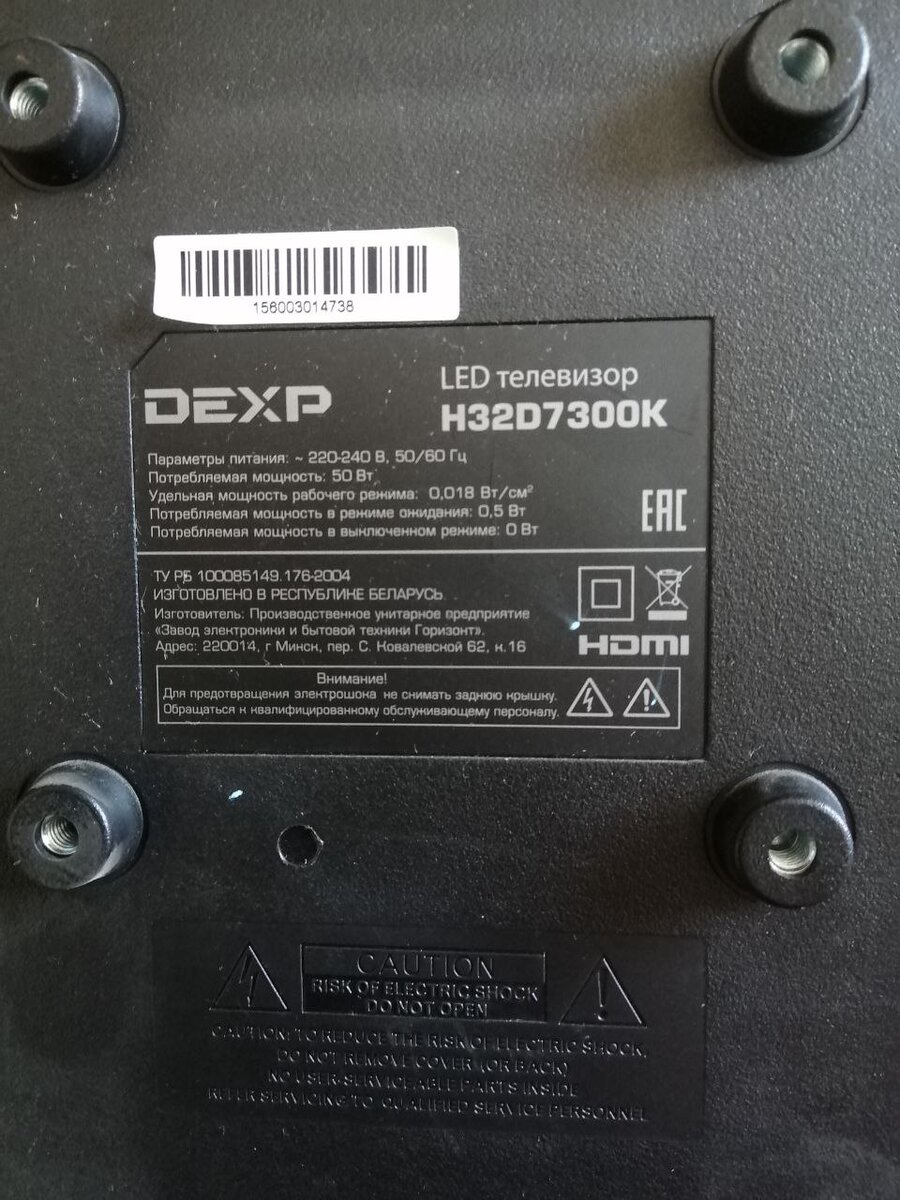 156003014738
DEXP
LED телевизор
H32D7300K
Параметры питания: ~ 220-240 В, 50/60 Гц
Потребляемая мощность: 50 Вт
Удельная мощность рабочего режима: 0,018 Вт/см²
Потребляемая мощность в режиме ожидания: 0,5 Вт
Потребляемая мощность в выключенном режиме: 0 Вт
EAC
ТУ РБ 100085149.176-2004
ИЗГОТОВЛЕНО В РЕСПУБЛИКЕ БЕЛАРУСЬ
Изготовитель: Производственное унитарное предприятие
«Завод электроники и бытовой техники Горизонт».
Адрес: 220014, г Минск, пер. С. Ковалевской 62, к.16
HDMI
Внимание!
Для предотвращения электрошока не снимать заднюю крышку.
Обращаться к квалифицированному обслуживающему персоналу.
CAUTION
RISK OF ELECTRIC SHOCK
DO NOT OPEN
CAUTION: TO REDUCE THE RISK OF ELECTRIC SHOCK,
DO NOT REMOVE COVER (OR BACK)
NO USER-SERVICEABLE PARTS INSIDE
REFER SERVICING TO QUALIFIED SERVICE PERSONNEL